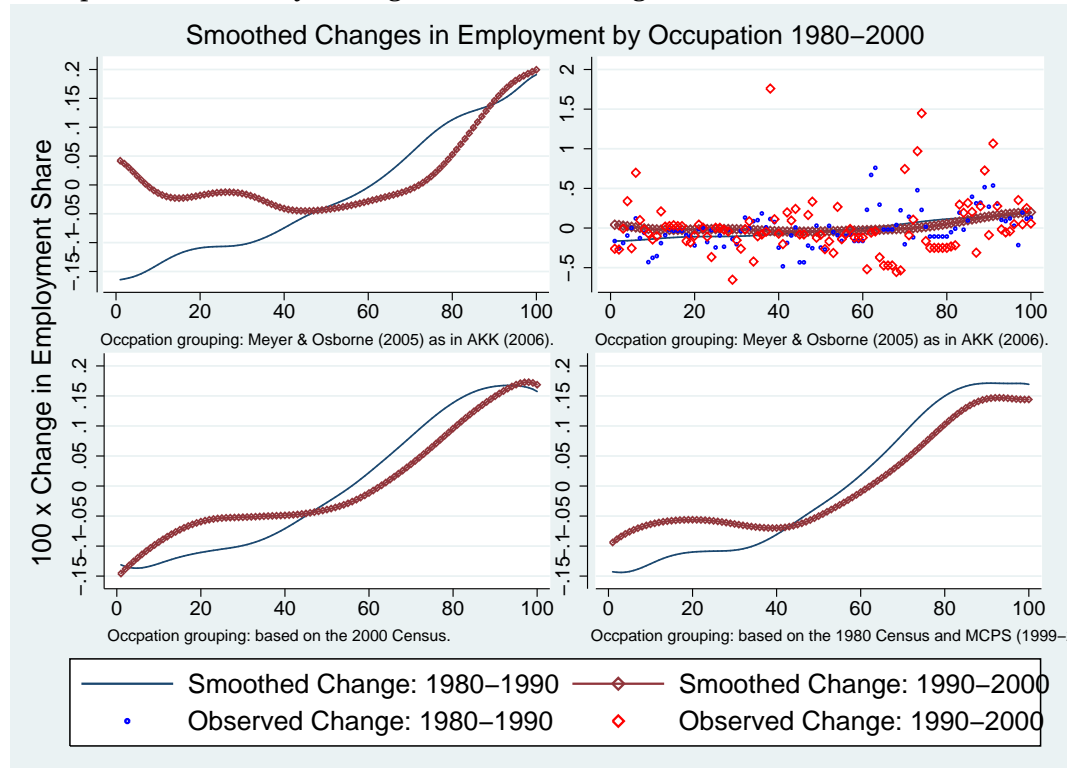 Smoothed Changes in Employment by Occupation 1980−2000
100 x Change in Employment Share
−.15 −.1 −.05 0 .05 .1 .15 .2
0 20 40 60 80 100
Occpation grouping: Meyer & Osborne (2005) as in AKK (2006).
−.5 0 .5 1 1.5 2
0 20 40 60 80 100
Occpation grouping: Meyer & Osborne (2005) as in AKK (2006).
−.15 −.1 −.05 0 .05 .1 .15 .2
0 20 40 60 80 100
Occpation grouping: based on the 2000 Census.
−.15 −.1 −.05 0 .05 .1 .15 .2
0 20 40 60 80 100
Occpation grouping: based on the 1980 Census and MCPS (1999−
Smoothed Change: 1980−1990
Smoothed Change: 1990−2000
Observed Change: 1980−1990
Observed Change: 1990−2000